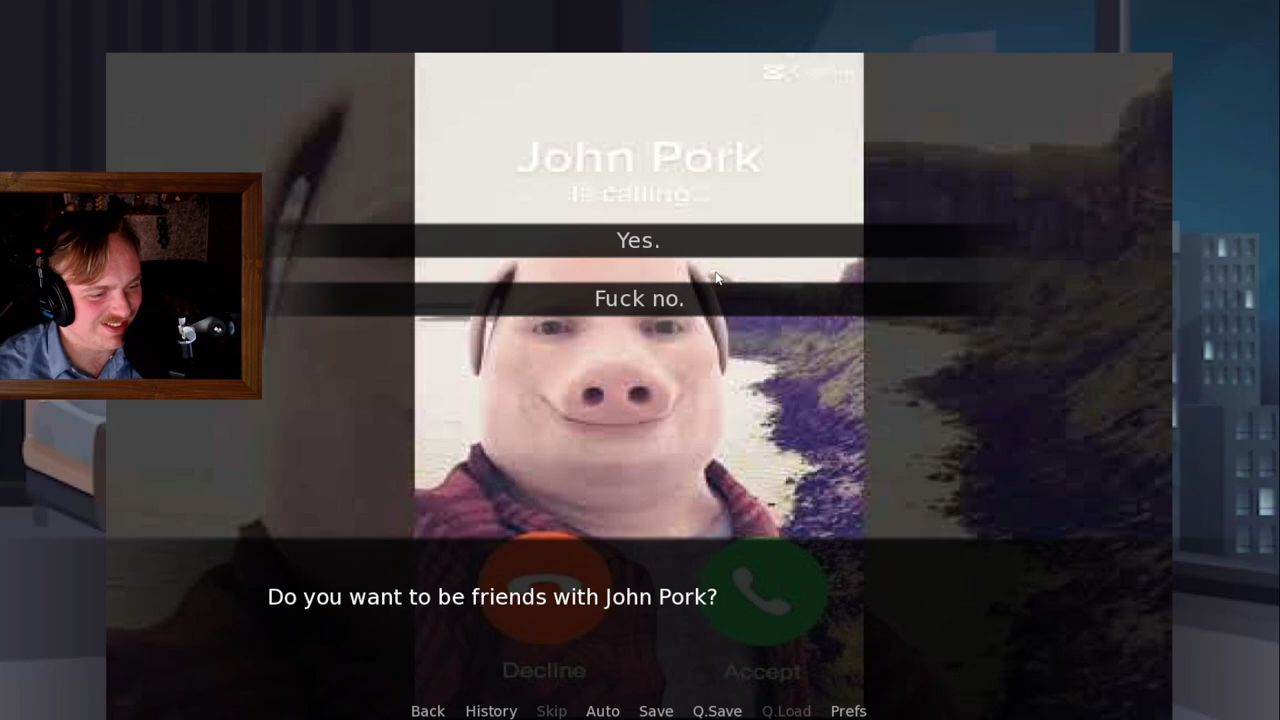 John Pork
is calling...
Yes.
Fuck no.
Do you want to be friends with John Pork?
Decline Accept
Back History Skip Auto Save Q.Save Q.Load Prefs